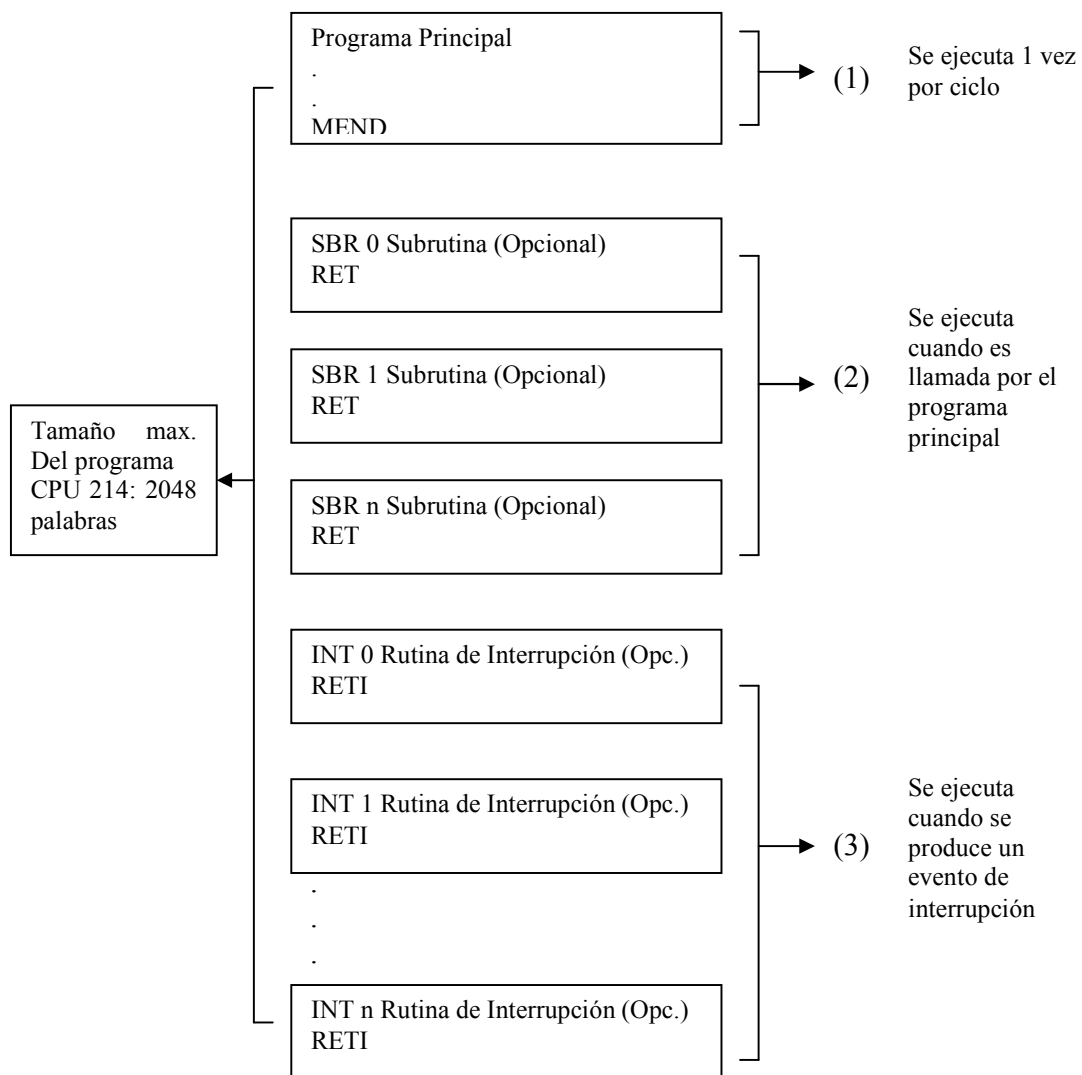 Programa Principal
.
.
MEND
(1)
Se ejecuta 1 vez
por ciclo
SBR 0 Subrutina (Opcional)
RET
SBR 1 Subrutina (Opcional)
RET
SBR n Subrutina (Opcional)
RET
(2)
Se ejecuta
cuando es
llamada por el
programa
principal
Tamaño max.
Del programa
CPU 214: 2048
palabras
INT 0 Rutina de Interrupción (Opc.)
RETI
INT 1 Rutina de Interrupción (Opc.)
RETI
.
.
.
INT n Rutina de Interrupción (Opc.)
RETI
(3)
Se ejecuta
cuando se
produce un
evento de
interrupción